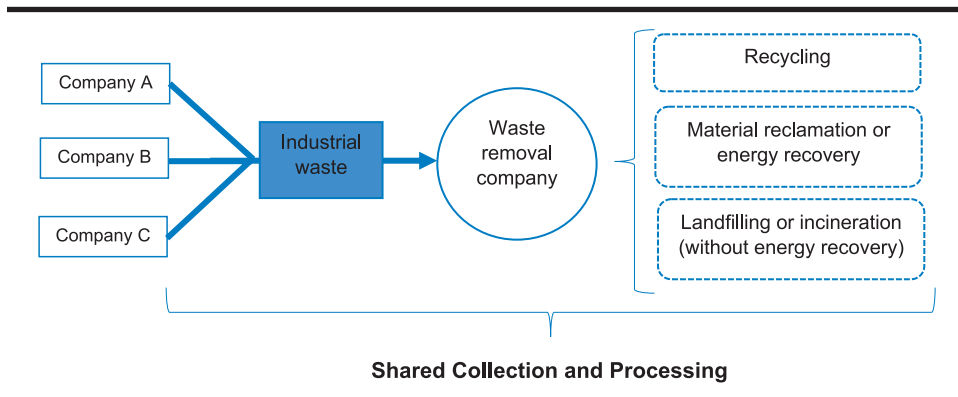 Company A
Company B
Company C
Industrial
waste
Waste
removal
company
Recycling
Material reclamation or
energy recovery
Landfilling or incineration
(without energy recovery)
Shared Collection and Processing